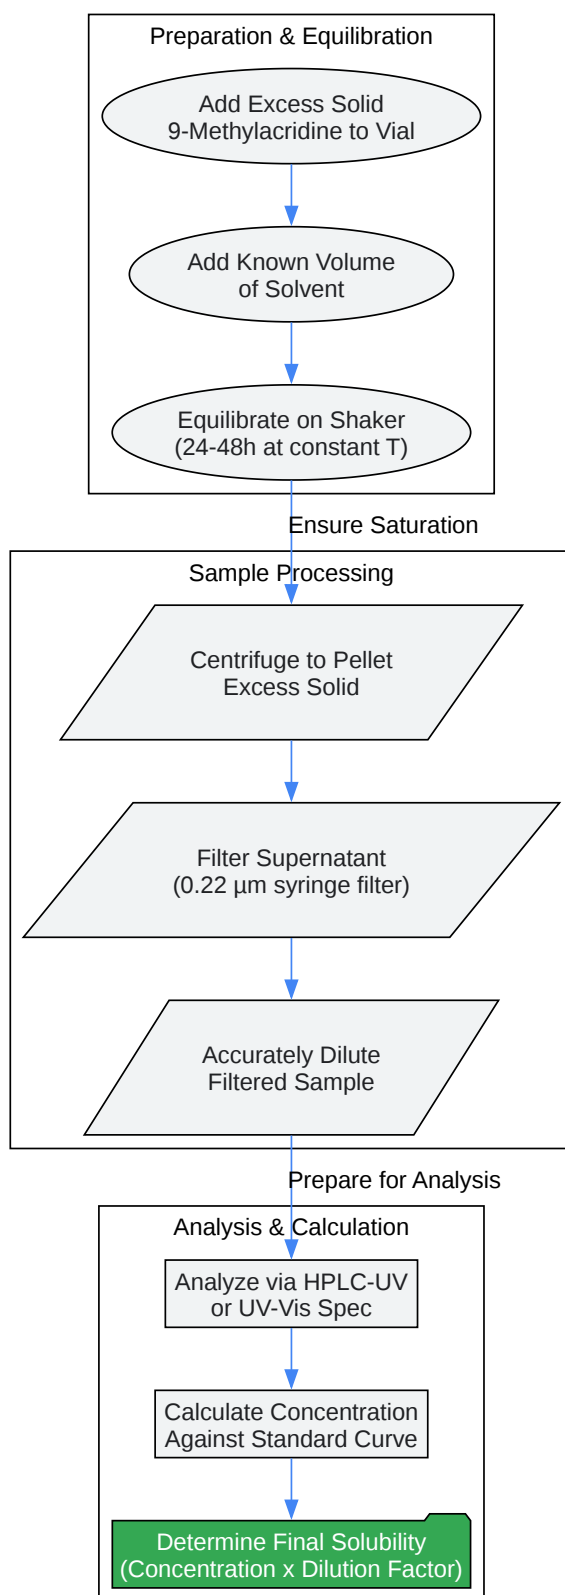 Preparation & Equilibration
Add Excess Solid
9-Methylacridine to Vial
Add Known Volume
of Solvent
Equilibrate on Shaker
(24-48h at constant T)
Ensure Saturation
Sample Processing
Centrifuge to Pellet
Excess Solid
Filter Supernatant
(0.22 µm syringe filter)
Accurately Dilute
Filtered Sample
Prepare for Analysis
Analysis & Calculation
Analyze via HPLC-UV
or UV-Vis Spec
Calculate Concentration
Against Standard Curve
Determine Final Solubility
(Concentration x Dilution Factor)